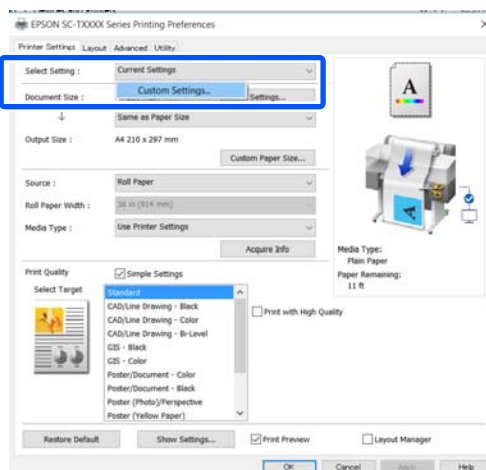 EPSON SC-TXXXX Series Printing Preferences
Printer Settings Layout Advanced Utility
Select Setting : Current Settings
Custom Settings...
Document Size : Settings...
Same as Paper Size
Output Size : A4 210 x 297 mm
Custom Paper Size...
Source : Roll Paper
Roll Paper Width : 36 in (914 mm)
Media Type : Use Printer Settings
Acquire Info
A
Media Type:
Plain Paper
Paper Remaining:
11 ft
Print Quality Simple Settings
Select Target
Standard
CAD/Line Drawing - Black
CAD/Line Drawing - Color
CAD/Line Drawing - Bi-Level
GIS - Black
GIS - Color
Poster/Document - Color
Poster/Document - Black
Poster (Photo)/Perspective
Poster (Yellow Paper)
Print with High Quality
Restore Default Show Settings... Print Preview Layout Manager
OK Cancel Apply Help